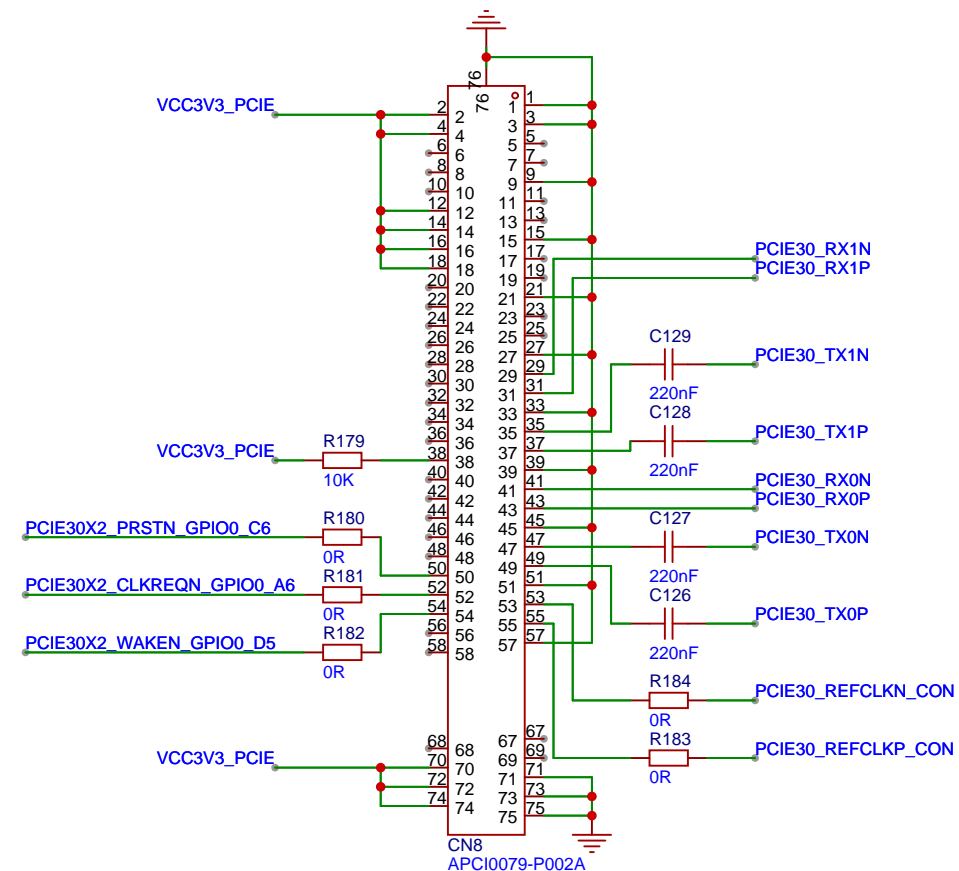 76
76
VCC3V3_PCIE
2 2 1 1
4 4 3 3
6 6 5 5
8 8 7 7
10 10 9 9
12 12 11 11
14 14 13 13
16 16 15 15
18 18 17 17
PCIE30_RX1N
20 20 19 19
PCIE30_RX1P
22 22 21 21
24 24 23 23
26 26 25 25
28 28 27 27
C129
PCIE30_TX1N
220nF
30 30 29 29
32 32 31 31
34 34 33 33
36 36 35 35
C128
PCIE30_TX1P
220nF
VCC3V3_PCIE
R179
10K
38 38 37 37
40 40 39 39
42 42 41 41
PCIE30_RX0N
44 44 43 43
PCIE30_RX0P
46 46 45 45
PCIE30X2_PRSTN_GPIO0_C6
R180
0R
48 48 47 47
C127
PCIE30_TX0N
220nF
50 50 49 49
PCIE30X2_CLKREQN_GPIO0_A6
R181
0R
52 52 51 51
54 54 53 53
C126
PCIE30_TX0P
220nF
PCIE30X2_WAKEN_GPIO0_D5
R182
0R
56 56 55 55
58 58 57 57
R184
PCIE30_REFCLKN_CON
0R
R183
PCIE30_REFCLKP_CON
0R
68 68 67 67
VCC3V3_PCIE
70 70 69 69
72 72 71 71
74 74 73 73
75 75
CN8
APCI0079-P002A